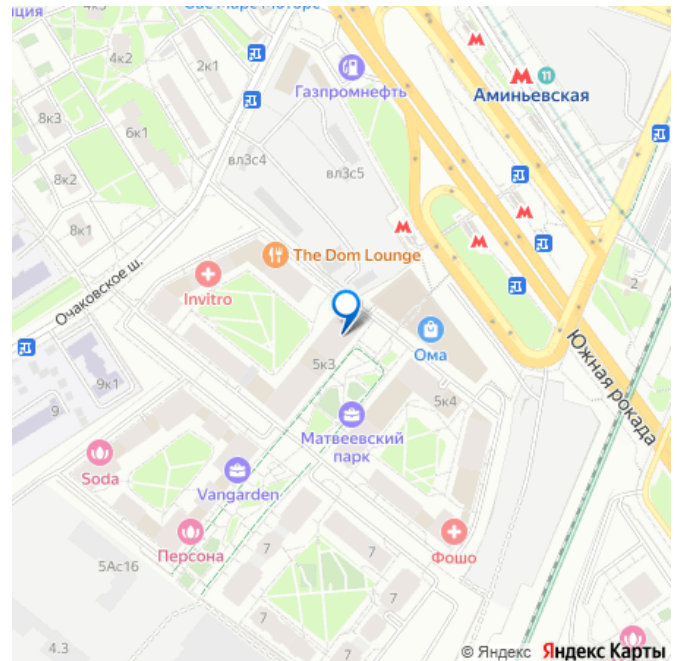 4к2
2к1
8к3
6к1
8к2
8к1
Газпромнефть
11
Аминьевская
вл3с4
вл3с5
The Dom Lounge
Invitro
Очаковское ш.
2
Ома
Южная рокада
5к3
5к4
9к1
9
Матвеевский
парк
Soda
Vangarden
Персона
Фошо
7
7
7
7
5Ас16
4.3
© Яндекс Яндекс Карты